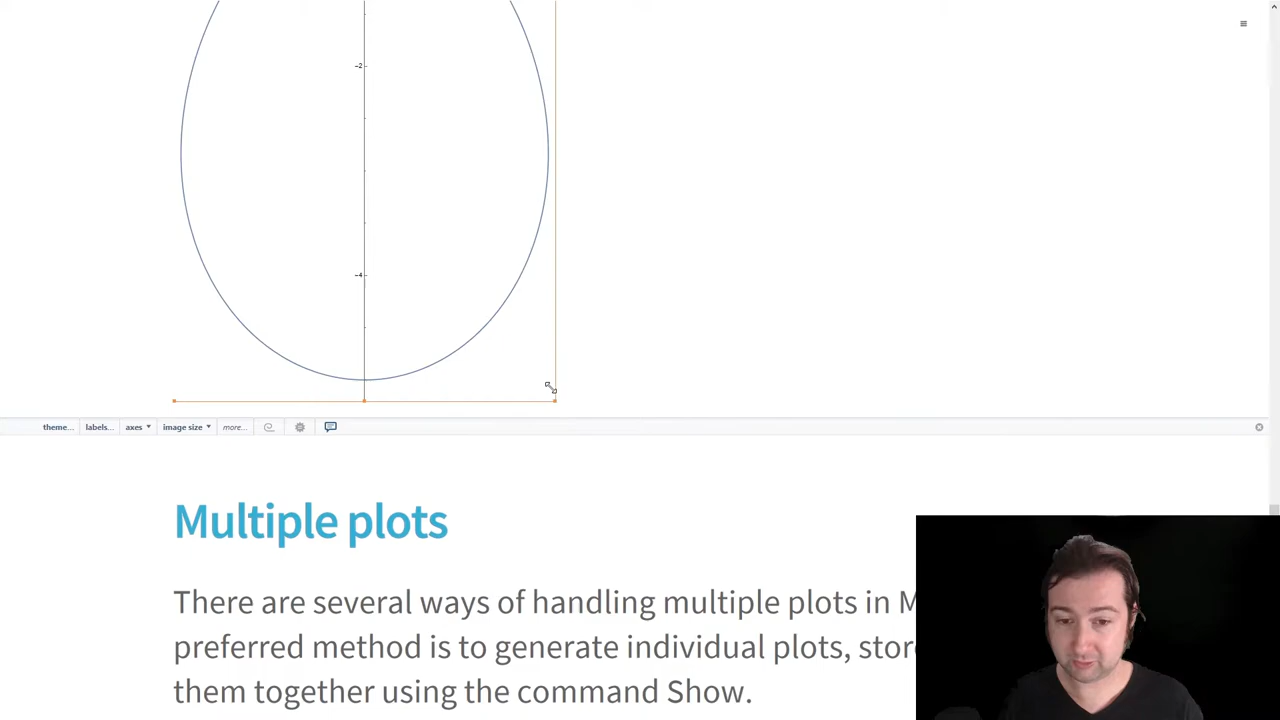 -2
-4
theme... labels... axes image size more...
Multiple plots
There are several ways of handling multiple plots in M
preferred method is to generate individual plots, stor
them together using the command Show.